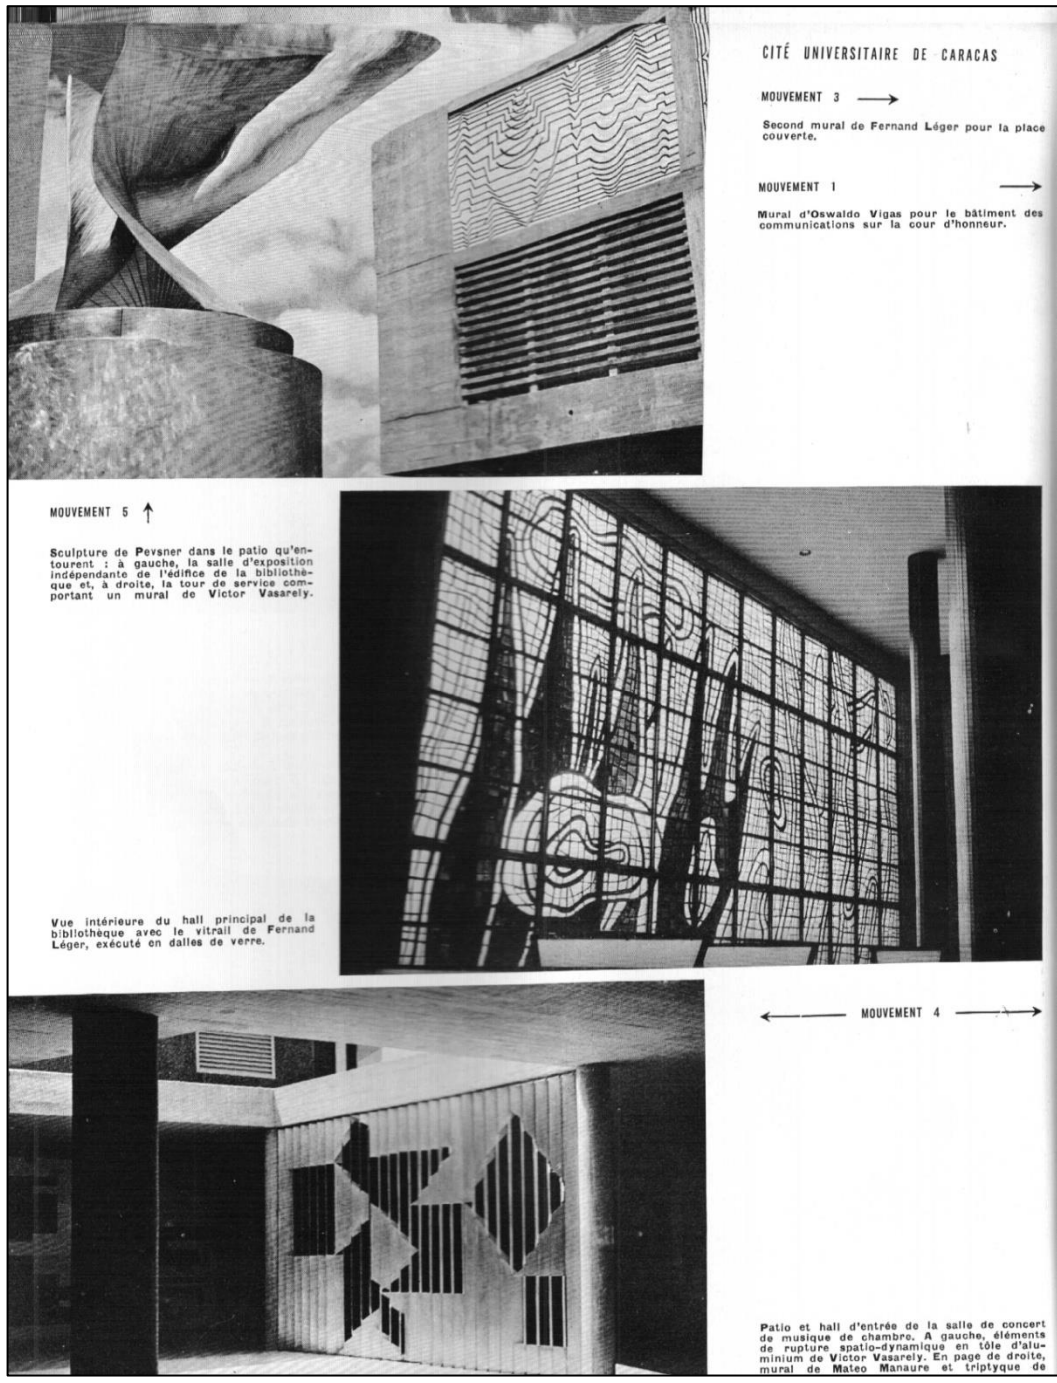 CITÉ UNIVERSITAIRE DE CARACAS
MOUVEMENT 3
Second mural de Fernand Léger pour la place
couverte.
MOUVEMENT 1
Mural d'Oswaldo Vigas pour le bâtiment des
communications sur la cour d'honneur.
MOUVEMENT 5
Sculpture de Pevsner dans le patio qu'en-
tourent : à gauche, la salle d'exposition
indépendante de l'édifice de la bibliothè-
que et, à droite, la tour de service com-
portant un mural de Victor Vasarely.
Vue intérieure du hall principal de la
bibliothèque avec le vitrail de Fernand
Léger, exécuté en dalles de verre.
MOUVEMENT 4
Patio et hall d'entrée de la salle de concert
de musique de chambre. A gauche, éléments
de rupture spatio-dynamique en tôle d'alu-
minium de Victor Vasarely. En page de droite,
mural de Mateo Manaure et triptyque de